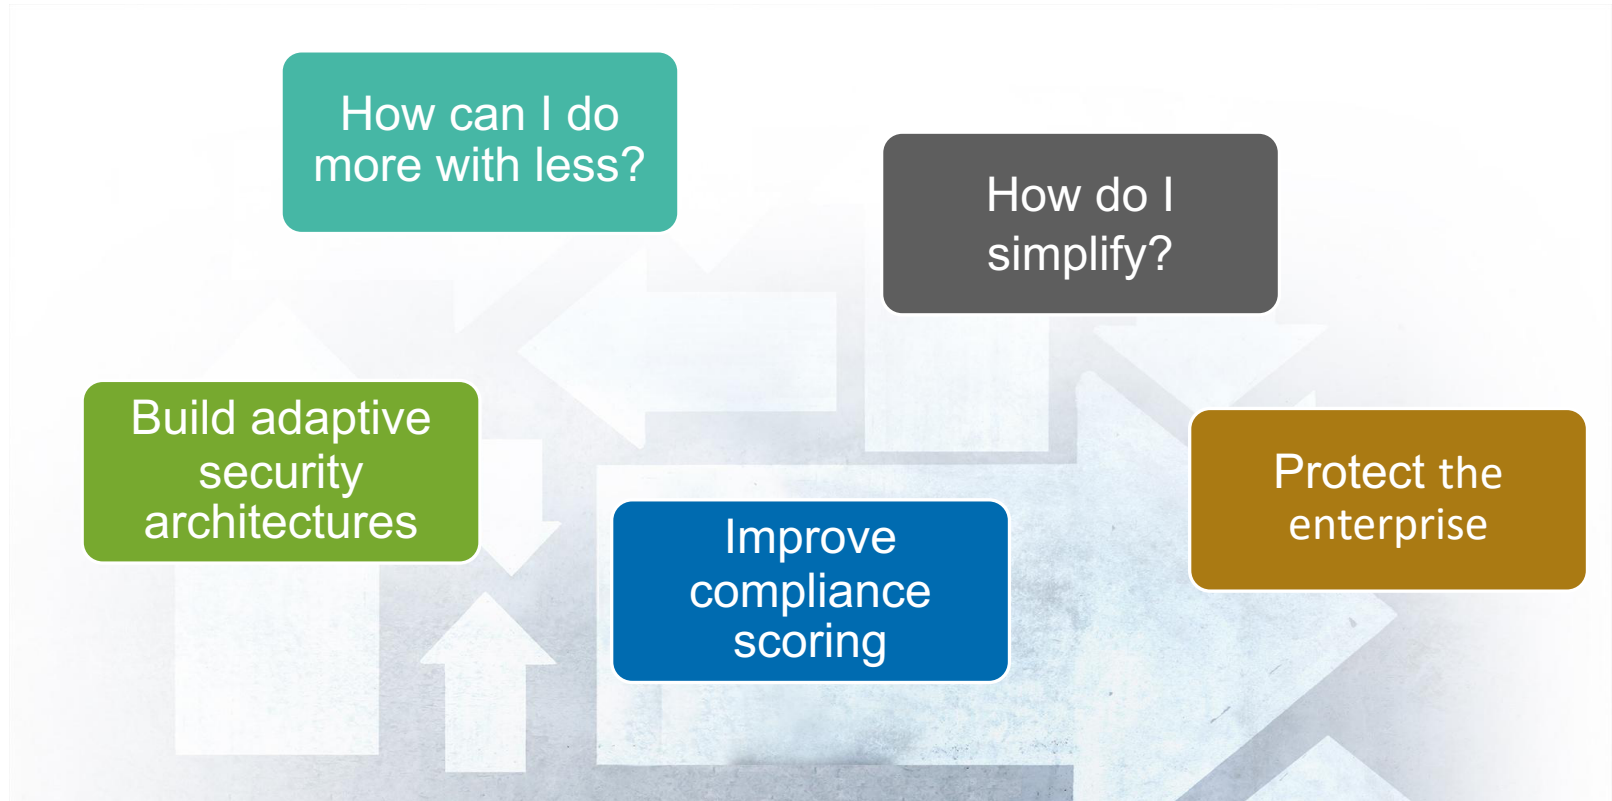 How can I do
more with less?
How do I
simplify?
Build adaptive
security
architectures
Improve
compliance
scoring
Protect the
enterprise